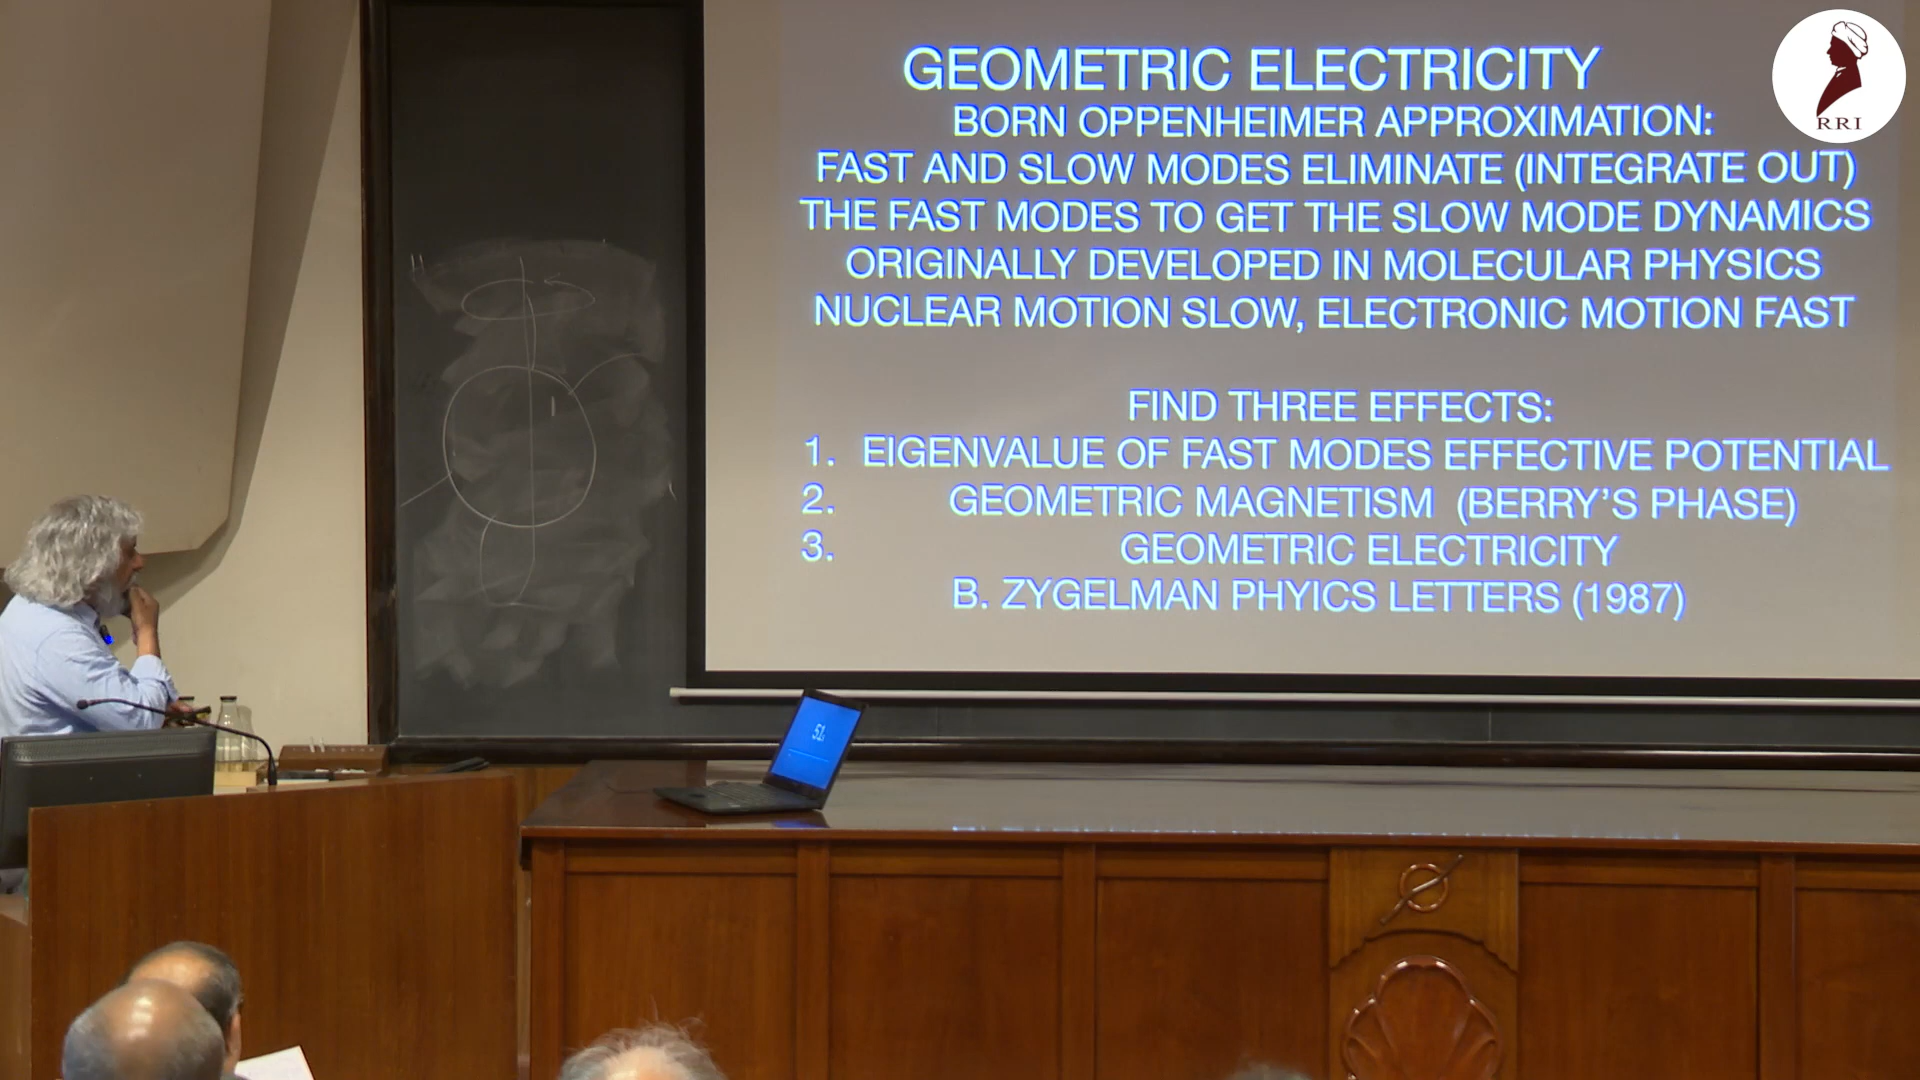 GEOMETRIC ELECTRICITY
BORN OPPENHEIMER APPROXIMATION:
FAST AND SLOW MODES ELIMINATE (INTEGRATE OUT)
THE FAST MODES TO GET THE SLOW MODE DYNAMICS
ORIGINALLY DEVELOPED IN MOLECULAR PHYSICS
NUCLEAR MOTION SLOW, ELECTRONIC MOTION FAST
FIND THREE EFFECTS:
1. EIGENVALUE OF FAST MODES EFFECTIVE POTENTIAL
2. GEOMETRIC MAGNETISM (BERRY'S PHASE)
3. GEOMETRIC ELECTRICITY
B. ZYGELMAN PHYICS LETTERS (1987)
RRI